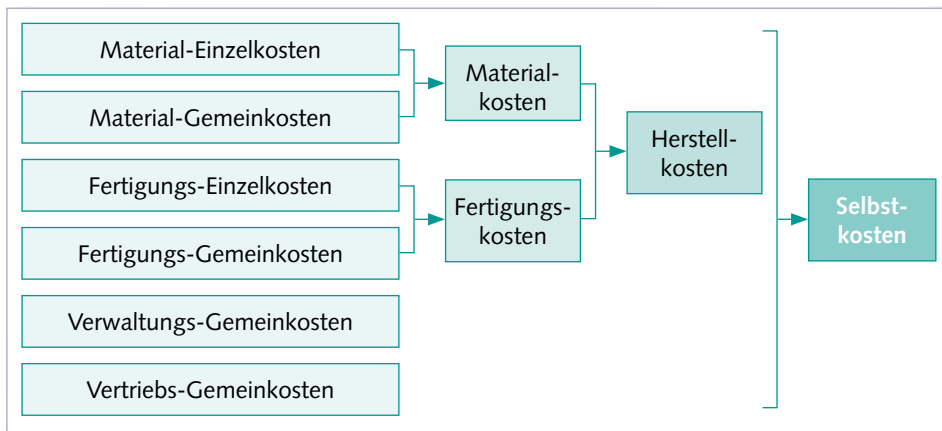 Material-Einzelkosten
Material-Gemeinkosten
Fertigungs-Einzelkosten
Fertigungs-Gemeinkosten
Verwaltungs-Gemeinkosten
Vertriebs-Gemeinkosten
Material-
kosten
Fertigungs-
kosten
Herstell-
kosten
Selbst-
kosten